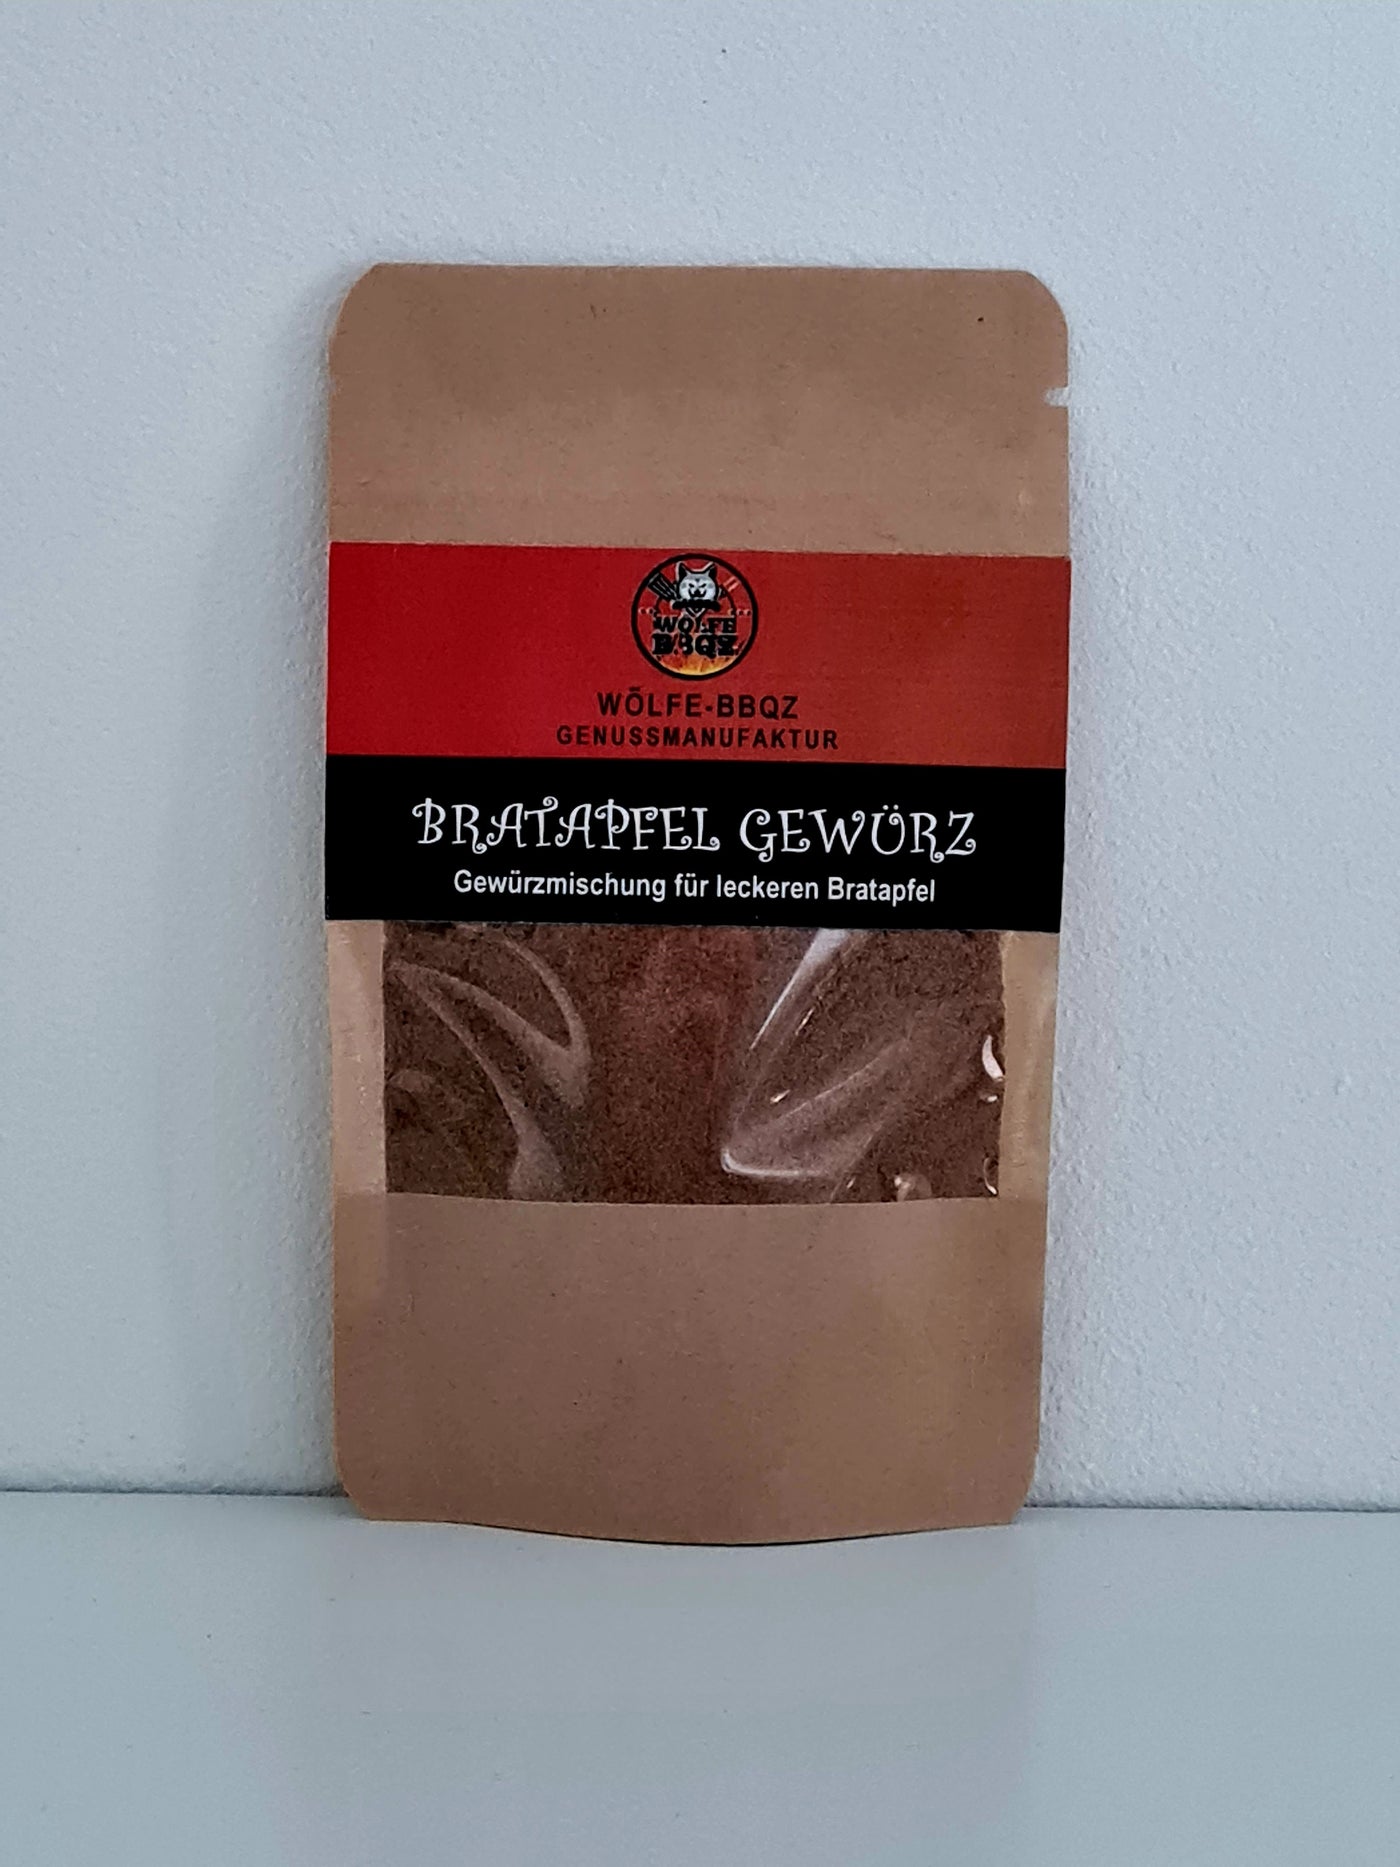 WÖLFE
BBQZ
WÖLFE-BBQZ
GENUSSMANUFAKTUR
BRATAPFEL GEWÜRZ
Gewürzmischung für leckeren Bratapfel